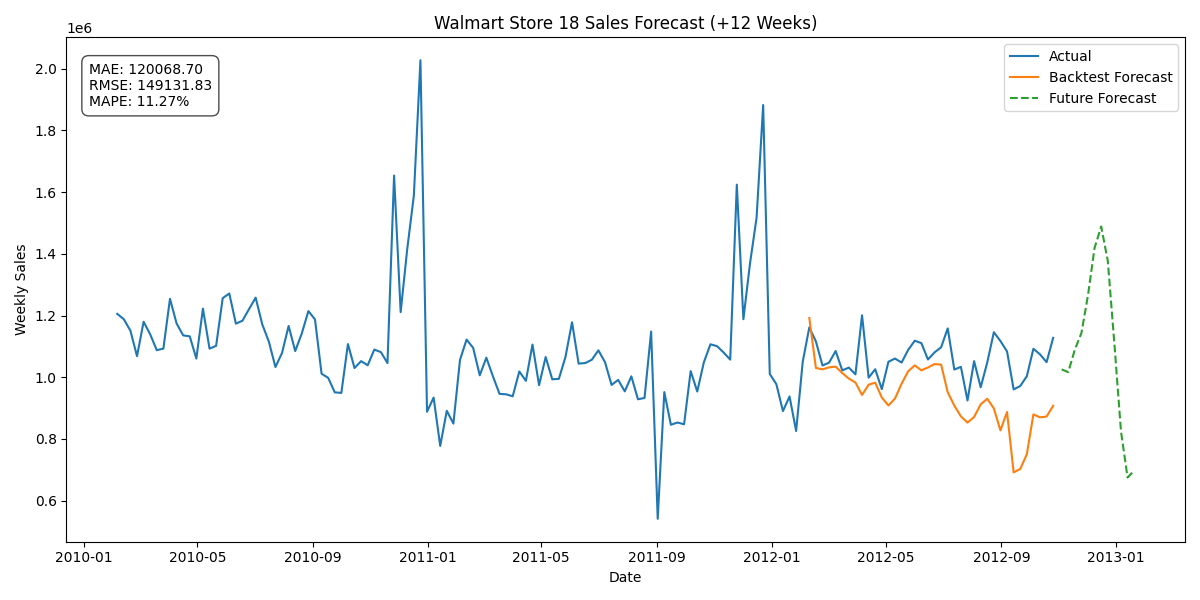 Walmart Store 18 Sales Forecast (+12 Weeks)
1e6
MAE: 120068.70
RMSE: 149131.83
MAPE: 11.27%
Actual
Backtest Forecast
Future Forecast
Weekly Sales
2.0
1.8
1.6
1.4
1.2
1.0
0.8
0.6
2010-01
2010-05
2010-09
2011-01
2011-05
2011-09
2012-01
2012-05
2012-09
2013-01
Date